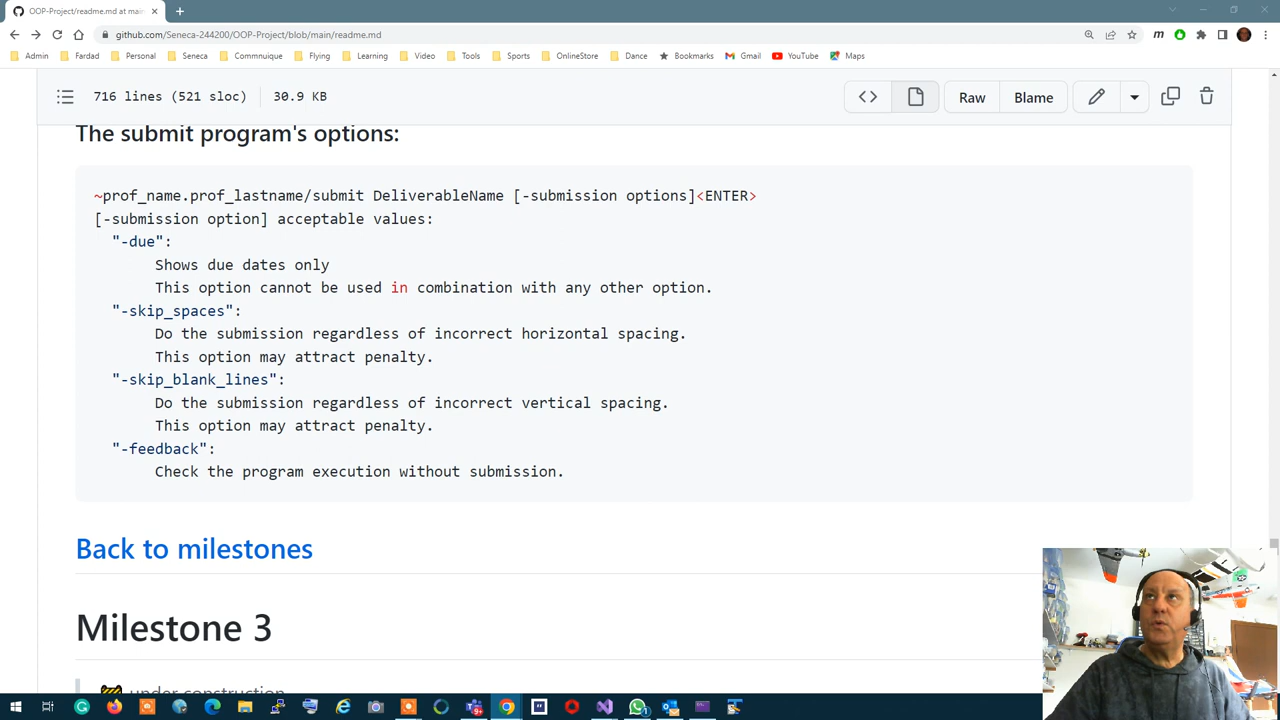 OOP-Project/readme.md at main
github.com/Seneca-244200/OOP-Project/blob/main/readme.md
Admin Fardad Personal Seneca Commnuique Flying Learning Video Tools Sports OnlineStore Dance Bookmarks Gmail YouTube Maps
716 lines (521 sloc) 30.9 KB Raw Blame
The submit program's options:
~prof_name.prof_lastname/submit DeliverableName [-submission options]<ENTER>
[-submission option] acceptable values:
"-due":
Shows due dates only
This option cannot be used in combination with any other option.
"-skip_spaces":
Do the submission regardless of incorrect horizontal spacing.
This option may attract penalty.
"-skip_blank_lines":
Do the submission regardless of incorrect vertical spacing.
This option may attract penalty.
"-feedback":
Check the program execution without submission.
Back to milestones
Milestone 3
under construction